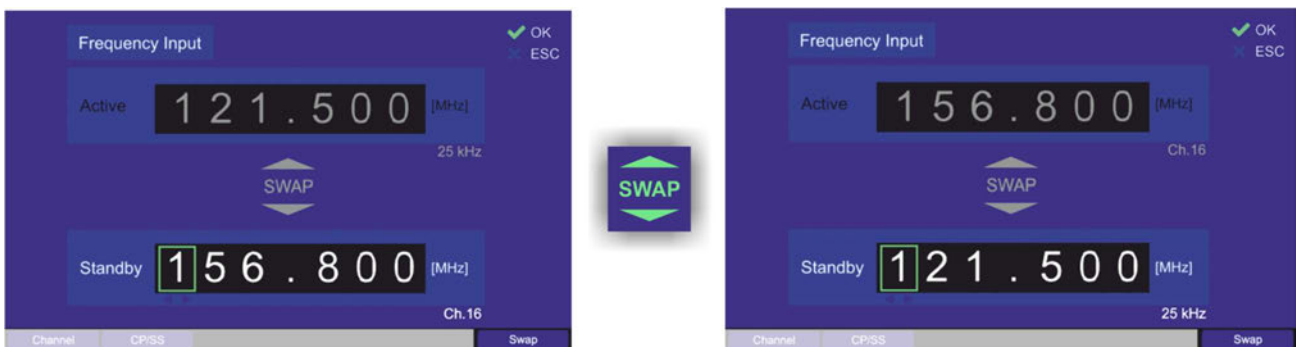 Frequency Input
OK
ESC
Active 121.500 [MHz]
25 kHz
SWAP
Standby 156.800 [MHz]
Ch.16
Channel CP/SS Swap
SWAP
Frequency Input
OK
ESC
Active 156.800 [MHz]
Ch.16
SWAP
Standby 121.500 [MHz]
25 kHz
Channel CP/SS Swap